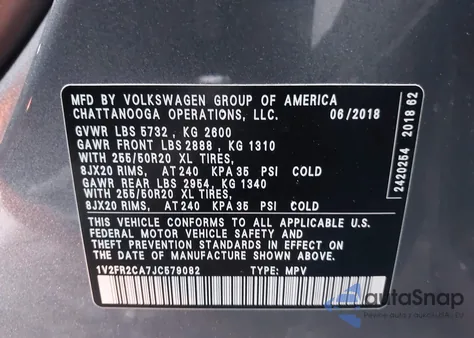 MFD BY VOLKSWAGEN GROUP OF AMERICA
CHATTANOOGA OPERATIONS, LLC. 06/2018
GVWR LBS 5732 , KG 2600
GAWR FRONT LBS 2888 , KG 1310
WITH 255/50R20 XL TIRES,
8JX20 RIMS, AT 240 KPA 35 PSI COLD
GAWR REAR LBS 2954, KG 1340
WITH 255/50R20 XL TIRES,
8JX20 RIMS, AT 240 KPA 35 PSI COLD
THIS VEHICLE CONFORMS TO ALL APPLICABLE U.S.
FEDERAL MOTOR VEHICLE SAFETY AND
THEFT PREVENTION STANDARDS IN EFFECT ON
THE DATE OF MANUFACTURE SHOWN ABOVE.
1V2FR2CA7JC579082 TYPE: MPV
2420254 2018 62
autoSnap